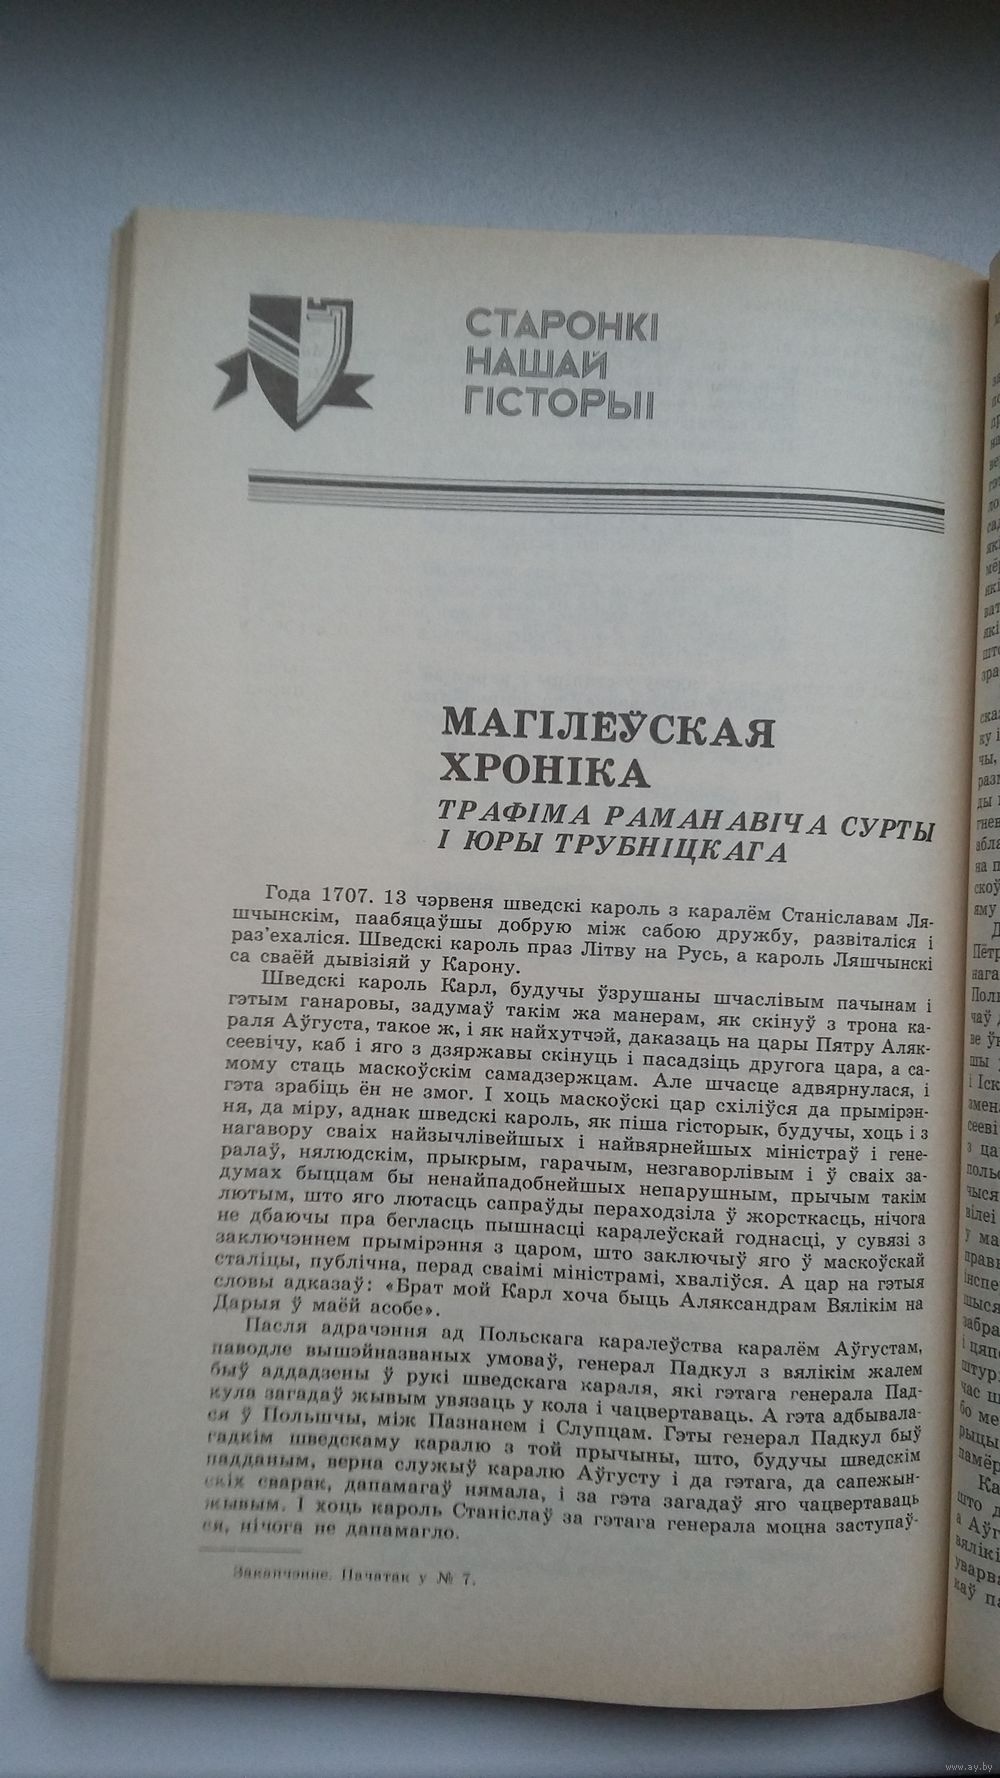 СТАРОНКІ
НАШАЙ
ГІСТОРЫІ
МАГІЛЁЎСКАЯ
ХРОНІКА
ТРАФІМА РАМАНАВІЧА СУРТЫ
І ЮРЫ ТРУБНІЦКАГА
Года 1707. 13 чэрвеня шведскі кароль з каралём Станіславам Ля-
шчынскім, паабяцаўшы добрую між сабою дружбу, развіталіся і
раз'ехаліся. Шведскі кароль праз Літву на Русь, а кароль Ляшчынскі
са сваёй дывізіяй у Карону.
Шведскі кароль Карл, будучы ўзрушаны шчаслівым пачынам і
гэтым ганаровы, задумаў такім жа манерам, як скінуў з трона ка-
раля Аўгуста, такое ж, і як найхутчэй, даказаць на цары Пятру Аляк-
сеевічу, каб і яго з дзяржавы скінуць і пасадзіць другога цара, а са-
мому стаць маскоўскім самадзержцам. Але шчасце адвярнулася, і
гэта зрабіць ён не змог. І хоць маскоўскі цар схіліўся да прымірэн-
ня, да міру, аднак шведскі кароль, як піша гісторык, будучы, хоць і з
нагавору сваіх найзычлівейшых і найвярнейшых міністраў і гене-
ралаў, нялюдскім, прыкрым, гарачым, незгаворлівым і ў сваіх за-
думах быццам бы ненайпадобнейшых непарушным, прычым такім
лютым, што яго лютасць сапраўды пераходзіла ў жорсткасць, нічога
не дбаючы пра бегласць пышнасці каралеўскай годнасці, у сувязі з
заключэннем прымірэння з царом, што заключыў яго ў маскоўскай
сталіцы, публічна, перад сваімі міністрамі, хваліўся. А цар на гэтыя
словы адказаў: «Брат мой Карл хоча быць Аляксандрам Вялікім на
Дарыя ў маёй асобе».
Пасля адрачэння ад Польскага каралеўства каралём Аўгустам,
паводле вышэйназваных умоваў, генерал Падкул з вялікім жалем
быў аддадзены ў рукі шведскага караля, які гэтага генерала Пад-
кула загадаў жывым увязаць у кола і чацвертаваць. А гэта адбывала-
ся ў Польшчы, між Пазнанем і Слупцам. Гэты генерал Падкул быў
гадкім шведскаму каралю з той прычыны, што, будучы шведскім
падданым, верна служыў каралю Аўгусту і да гэтага, да сапежын-
скіх сварак, дапамагаў нямала, і за гэта загадаў яго чацвертаваць
жывым. І хоць кароль Станіслаў за гэтага генерала моцна заступаў-
ся, нічога не дапамагло.
Заканчэнне. Пачатак у № 7.
www.ay.by